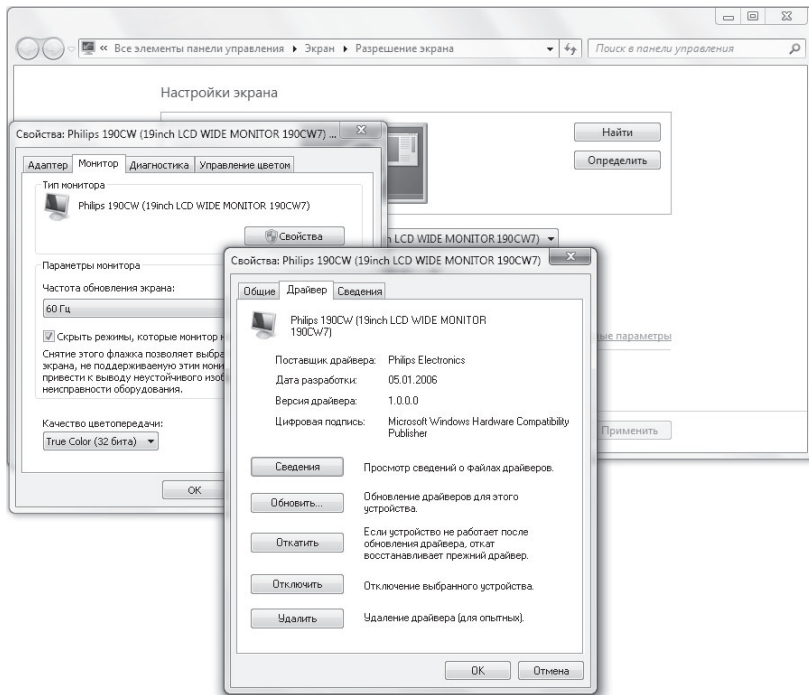 « Все элементы панели управления ▸ Экран ▸ Разрешение экрана
Поиск в панели управления
Настройки экрана
Найти
Определить
Свойства: Philips 190CW (19inch LCD WIDE MONITOR 190CW7) ...
Адаптер Монитор Диагностика Управление цветом
Тип монитора
Philips 190CW (19inch LCD WIDE MONITOR 190CW7)
Свойства
LCD WIDE MONITOR 190CW7)
Параметры монитора
Частота обновления экрана:
60 Гц
Скрыть режимы, которые монитор
Снятие этого флажка позволяет
экрана, не поддерживаемую этим
привести к выводу неустойчивого
неисправности оборудования.
Качество цветопередачи:
True Color (32 бита)
ОК
параметры
Применить
Свойства: Philips 190CW (19inch LCD WIDE MONITOR 190CW7)
Общие Драйвер Сведения
Philips 190CW (19inch LCD WIDE MONITOR
190CW7)
Поставщик драйвера: Philips Electronics
Дата разработки: 05.01.2006
Версия драйвера: 1.0.0.0
Цифровая подпись: Microsoft Windows Hardware Compatibility
Publisher
Сведения Просмотр сведений о файлах драйверов.
Обновить... Обновление драйверов для этого
устройства.
Откатить Если устройство не работает после
обновления драйвера, откат
восстанавливает прежний драйвер.
Отключить Отключение выбранного устройства.
Удалить Удаление драйвера (для опытных).
ОК Отмена